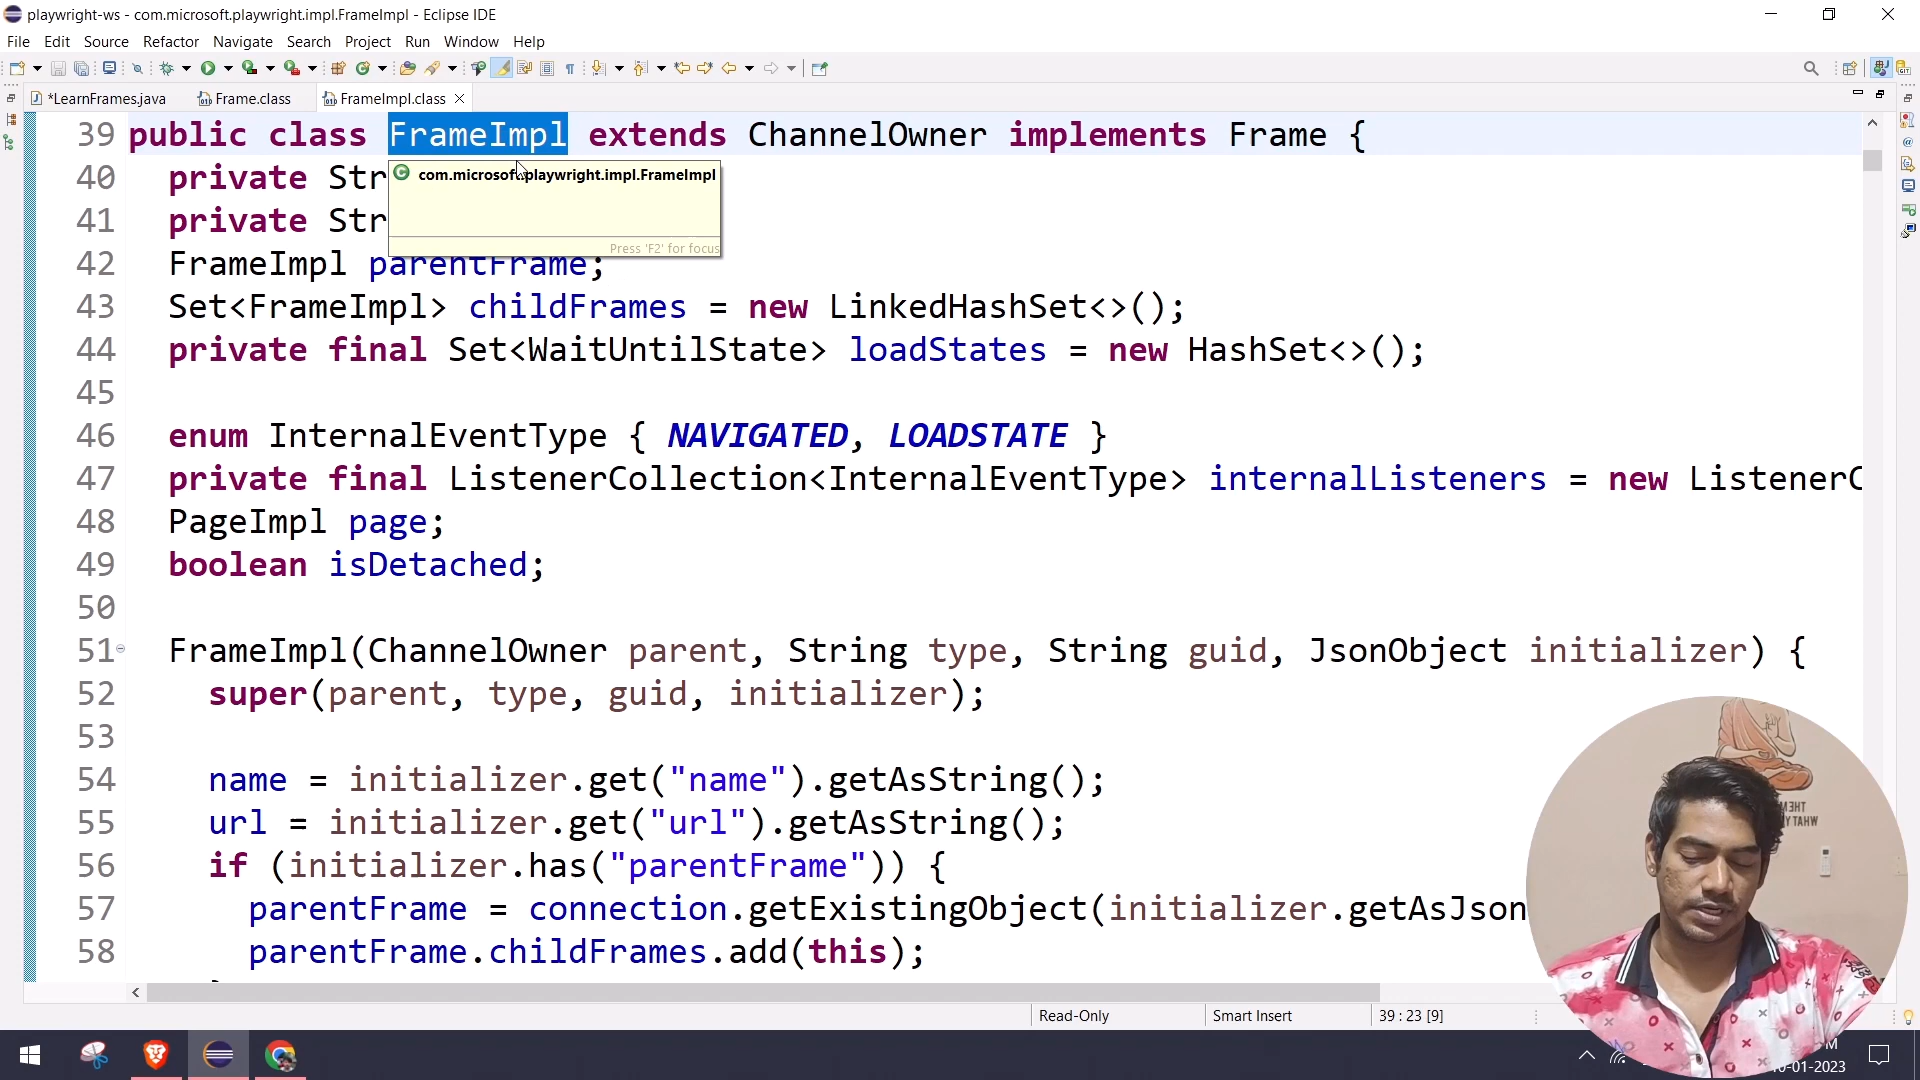 playwright-ws - com.microsoft.playwright.impl.FrameImpl - Eclipse IDE
File Edit Source Refactor Navigate Search Project Run Window Help
*LearnFrames.java Frame.class FrameImpl.class
39 public class FrameImpl extends ChannelOwner implements Frame {
40 private Str
com.microsoft.playwright.impl.FrameImpl
41 private Str
Press 'F2' for focus
42 FrameImpl parentFrame;
43 Set<FrameImpl> childFrames = new LinkedHashSet<>();
44 private final Set<WaitUntilState> loadStates = new HashSet<>();
45
46 enum InternalEventType { NAVIGATED, LOADSTATE }
47 private final ListenerCollection<InternalEventType> internalListeners = new ListenerC
48 PageImpl page;
49 boolean isDetached;
50
51 FrameImpl(ChannelOwner parent, String type, String guid, JsonObject initializer) {
52 super(parent, type, guid, initializer);
53
54 name = initializer.get("name").getAsString();
55 url = initializer.get("url").getAsString();
56 if (initializer.has("parentFrame")) {
57 parentFrame = connection.getExistingObject(initializer.getAsJson
58 parentFrame.childFrames.add(this);
Read-Only Smart Insert 39 : 23 [9]
0-01-2023